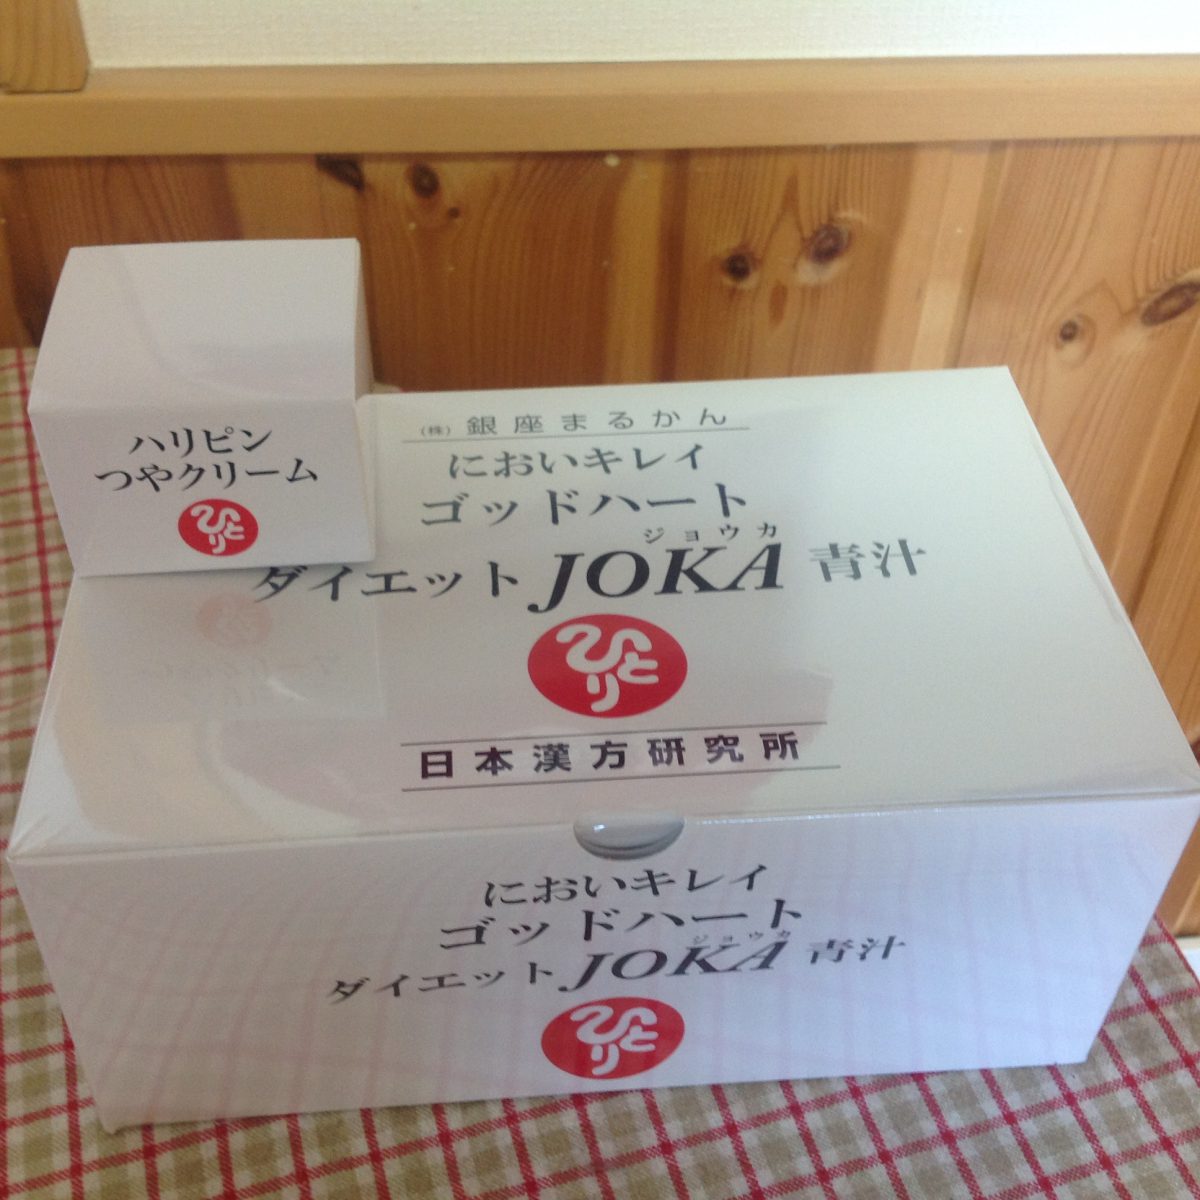 ハリピン
つやクリーム
ひとり
(株) 銀座まるかん
においキレイ
ゴッドハート
ジョウカ
ダイエットJOKA青汁
ひとり
日本漢方研究所
においキレイ
ゴッドハート
ジョウカ
ダイエットJOKA青汁
ひとり